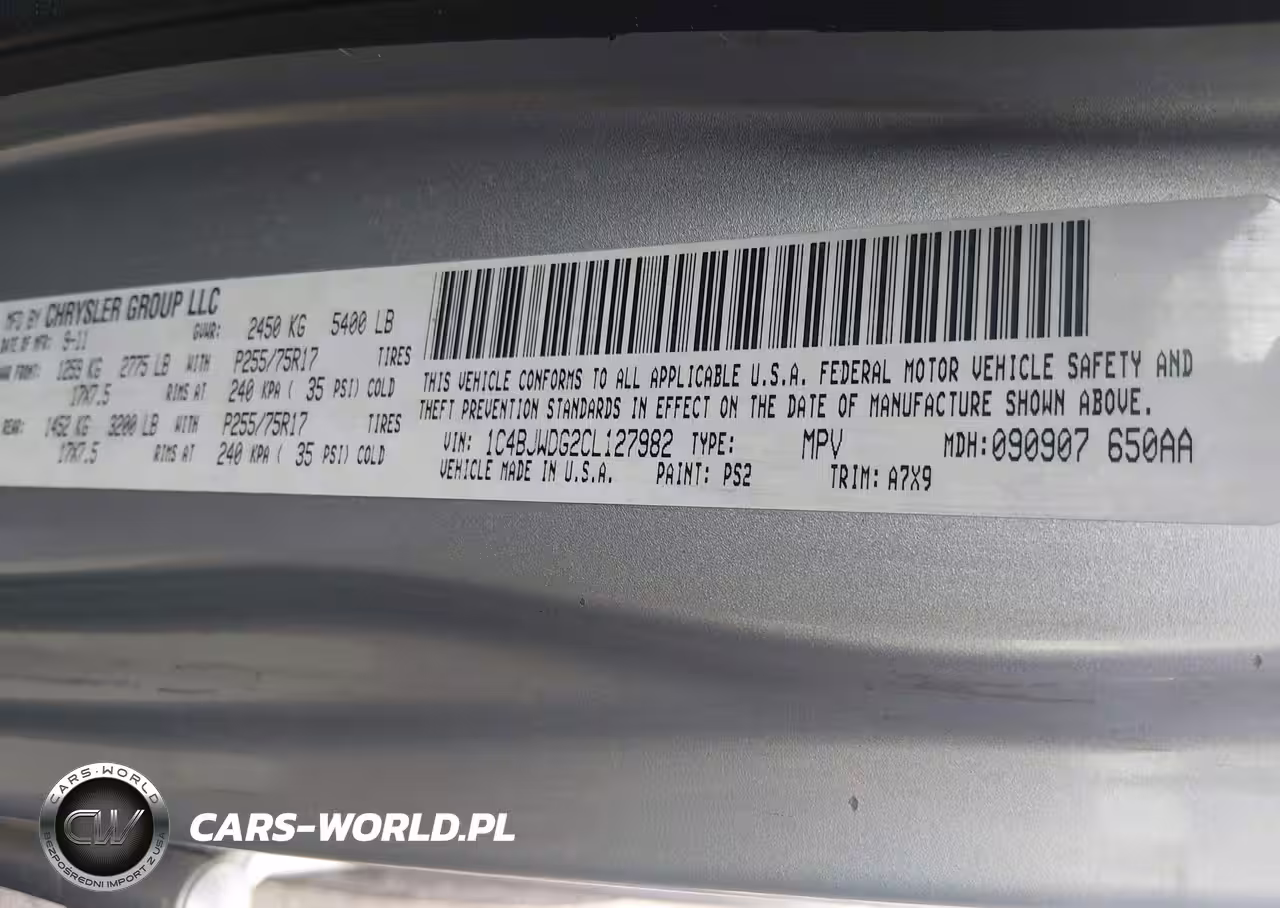 MFD BY CHRYSLER GROUP LLC
DATE OF MFR: 9-11 GVWR: 2450 KG 5400 LB
GAWR FRONT: 1259 KG 2775 LB WITH P255/75R17 TIRES
17X7.5 RIMS AT 240 KPA ( 35 PSI) COLD
REAR: 1452 KG 3200 LB WITH P255/75R17 TIRES
17X7.5 RIMS AT 240 KPA ( 35 PSI) COLD
THIS VEHICLE CONFORMS TO ALL APPLICABLE U.S.A. FEDERAL MOTOR VEHICLE SAFETY AND
THEFT PREVENTION STANDARDS IN EFFECT ON THE DATE OF MANUFACTURE SHOWN ABOVE.
VIN: 1C4BJWDG2CL127982 TYPE: MPV MDH: 090907 650AA
VEHICLE MADE IN U.S.A. PAINT: PS2 TRIM: A7X9
CARS-WORLD
CW
BEZPOŚREDNI IMPORT Z USA
CARS-WORLD.PL